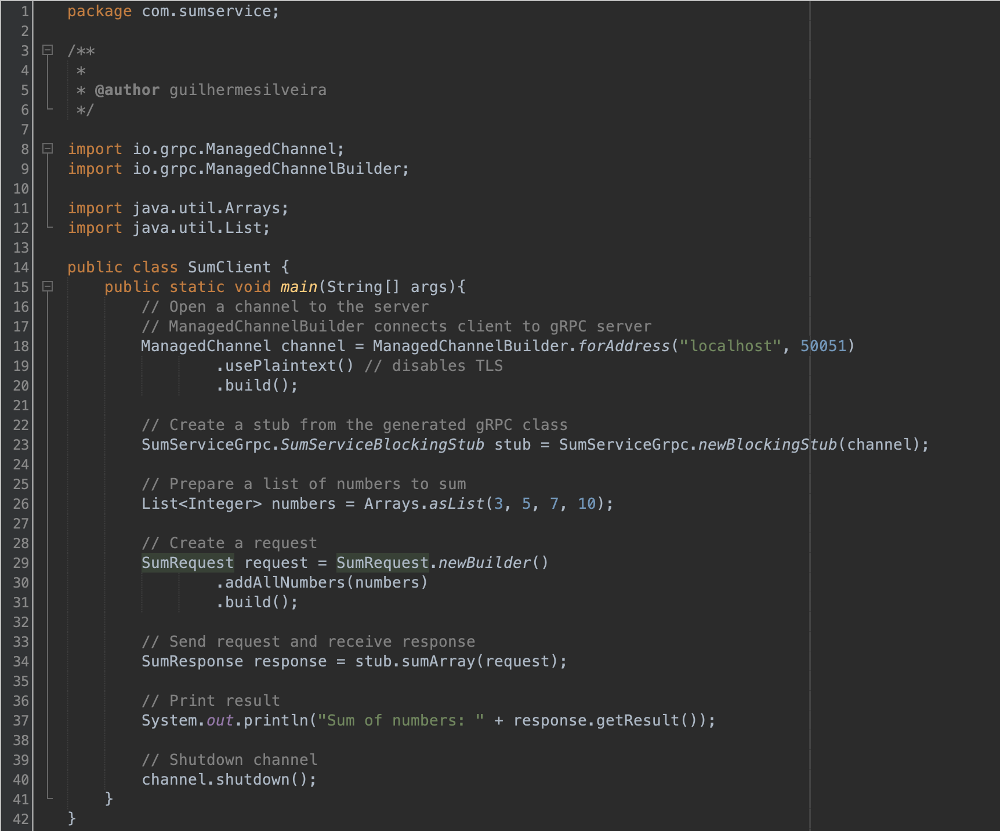 1 package com.sumservice;
2
3 /**
4  *
5  * @author guilhermesilveira
6  */
7
8 import io.grpc.ManagedChannel;
9 import io.grpc.ManagedChannelBuilder;
10
11 import java.util.Arrays;
12 import java.util.List;
13
14 public class SumClient {
15     public static void main(String[] args){
16         // Open a channel to the server
17         // ManagedChannelBuilder connects client to gRPC server
18         ManagedChannel channel = ManagedChannelBuilder.forAddress("localhost", 50051)
19                 .usePlaintext() // disables TLS
20                 .build();
21
22         // Create a stub from the generated gRPC class
23         SumServiceGrpc.SumServiceBlockingStub stub = SumServiceGrpc.newBlockingStub(channel);
24
25         // Prepare a list of numbers to sum
26         List<Integer> numbers = Arrays.asList(3, 5, 7, 10);
27
28         // Create a request
29         SumRequest request = SumRequest.newBuilder()
30                 .addAllNumbers(numbers)
31                 .build();
32
33         // Send request and receive response
34         SumResponse response = stub.sumArray(request);
35
36         // Print result
37         System.out.println("Sum of numbers: " + response.getResult());
38
39         // Shutdown channel
40         channel.shutdown();
41     }
42 }